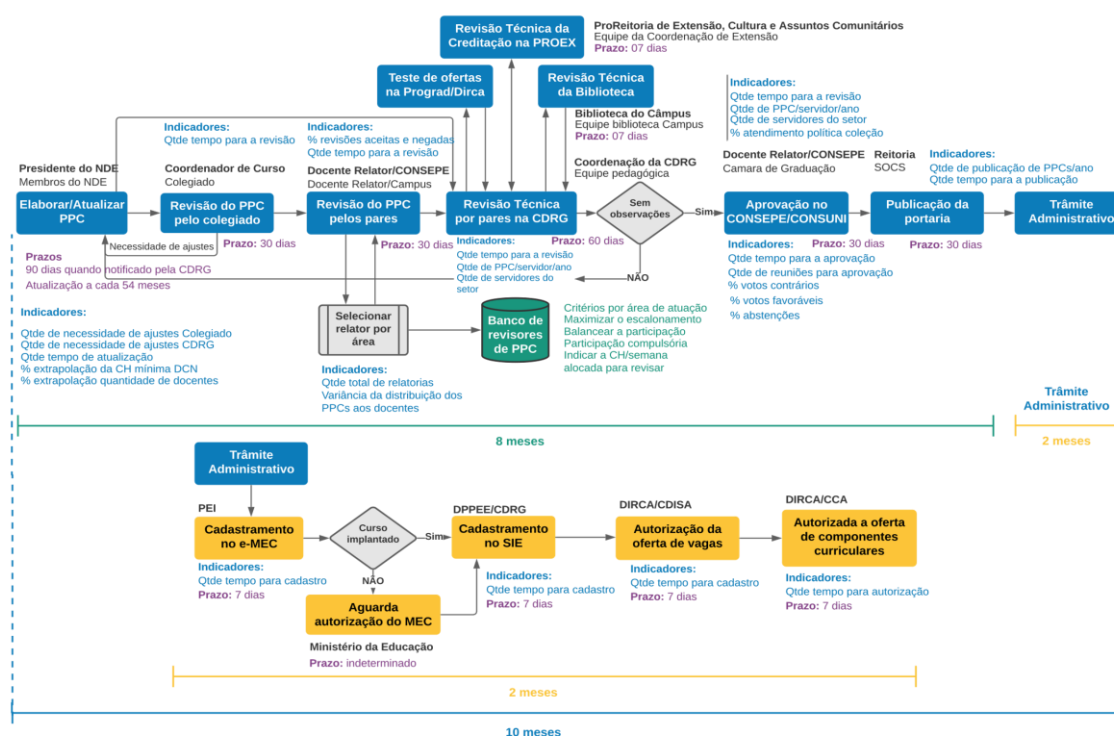 Revisão Técnica da
Creditação na PROEX
ProReitoria de Extensão, Cultura e Assuntos Comunitários
Equipe da Coordenação de Extensão
Prazo: 07 dias
Teste de ofertas
na Prograd/Dirca
Revisão Técnica
da Biblioteca
Biblioteca do Câmpus
Equipe biblioteca Campus
Prazo: 07 dias
Indicadores:
Qtde tempo para a revisão
Qtde de PPC/servidor/ano
Qtde de servidores do setor
% atendimento política coleção
Indicadores:
Qtde tempo para a revisão
Indicadores:
% revisões aceitas e negadas
Qtde tempo para a revisão
Presidente do NDE
Membros do NDE
Elaborar/Atualizar
PPC
Coordenador de Curso
Colegiado
Revisão do PPC
pelo colegiado
Docente Relator/CONSEPE
Docente Relator/Campus
Revisão do PPC
pelos pares
Revisão Técnica
por pares na CDRG
Coordenação da CDRG
Equipe pedagógica
Sem
observações
Sim
NÃO
Docente Relator/CONSEPE
Camara de Graduação
Aprovação no
CONSEPE/CONSUNI
Reitoria
SOCS
Publicação da
portaria
Indicadores:
Qtde de publicação de PPCs/ano
Qtde tempo para a publicação
Trâmite
Administrativo
Necessidade de ajustes
Prazo: 30 dias
Prazo: 30 dias
Prazo: 60 dias
Prazo: 30 dias
Prazo: 30 dias
Prazos
90 dias quando notificado pela CDRG
Atualização a cada 54 meses
Indicadores:
Qtde tempo para a revisão
Qtde de PPC/servidor/ano
Qtde de servidores do
setor
Indicadores:
Qtde tempo para a aprovação
Qtde de reuniões para aprovação
% votos contrários
% votos favoráveis
% abstenções
Indicadores:
Qtde de necessidade de ajustes Colegiado
Qtde de necessidade de ajustes CDRG
Qtde tempo de atualização
% extrapolação da CH mínima DCN
% extrapolação quantidade de docentes
Selecionar
relator por
área
Indicadores:
Qtde total de relatorias
Variância da distribuição dos
PPCs aos docentes
Banco de
revisores
de PPC
Critérios por área de atuação
Maximizar o escalonamento
Balancear a participação
Participação compulsória
Indicar a CH/semana
alocada para revisar
8 meses
Trâmite
Administrativo
2 meses
Trâmite
Administrativo
PEI
Cadastramento
no e-MEC
Indicadores:
Qtde tempo para cadastro
Prazo: 7 dias
Curso
implantado
Sim
NÃO
Aguarda
autorização do MEC
Ministério da Educação
Prazo: indeterminado
DPPEE/CDRG
Cadastramento
no SIE
Indicadores:
Qtde tempo para cadastro
Prazo: 7 dias
DIRCA/CDISA
Autorização da
oferta de vagas
Indicadores:
Qtde tempo para cadastro
Prazo: 7 dias
DIRCA/CCA
Autorizada a oferta
de componentes
curriculares
Indicadores:
Qtde tempo para autorização
Prazo: 7 dias
2 meses
10 meses